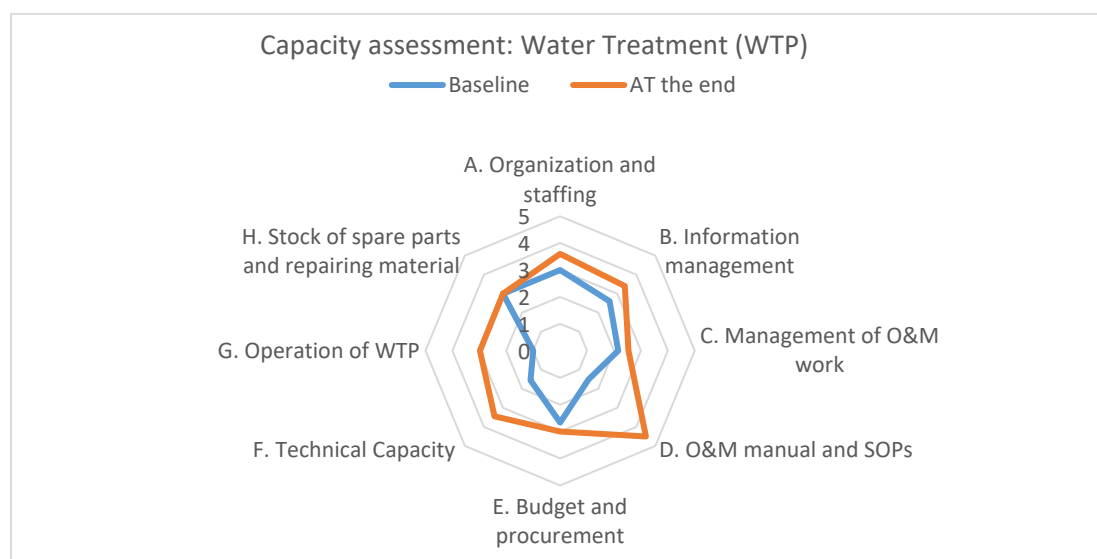 Capacity assessment: Water Treatment (WTP)
Baseline
AT the end
A. Organization and
staffing
B. Information
management
C. Management of O&M
work
D. O&M manual and SOPs
E. Budget and
procurement
F. Technical Capacity
G. Operation of WTP
H. Stock of spare parts
and repairing material
5
4
3
2
1
0